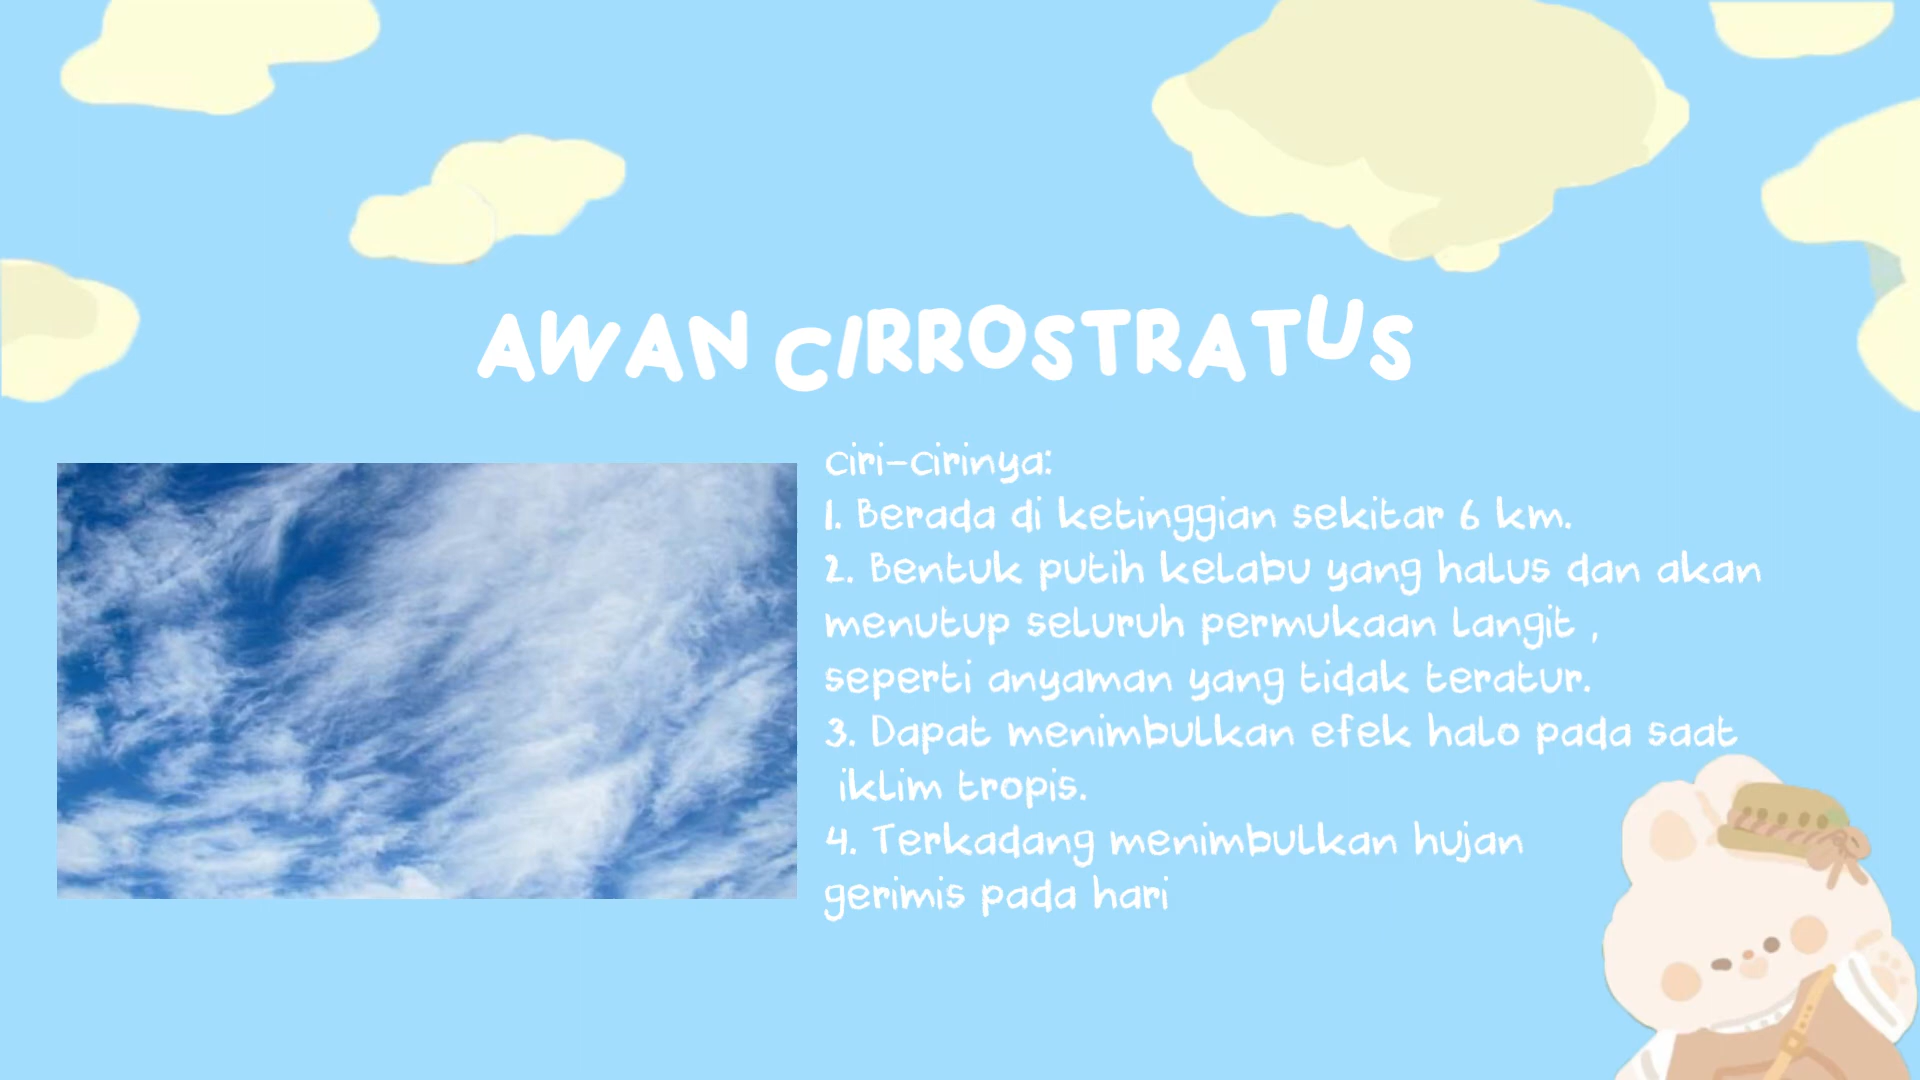 AWAN CIRROSTRATUS
Ciri-cirinya:
1. Berada di ketinggian sekitar 6 km.
2. Bentuk putih kelabu yang halus dan akan
menutup seluruh permukaan langit ,
seperti anyaman yang tidak teratur.
3. Dapat menimbulkan efek halo pada saat
iklim tropis.
4. Terkadang menimbulkan hujan
gerimis pada hari